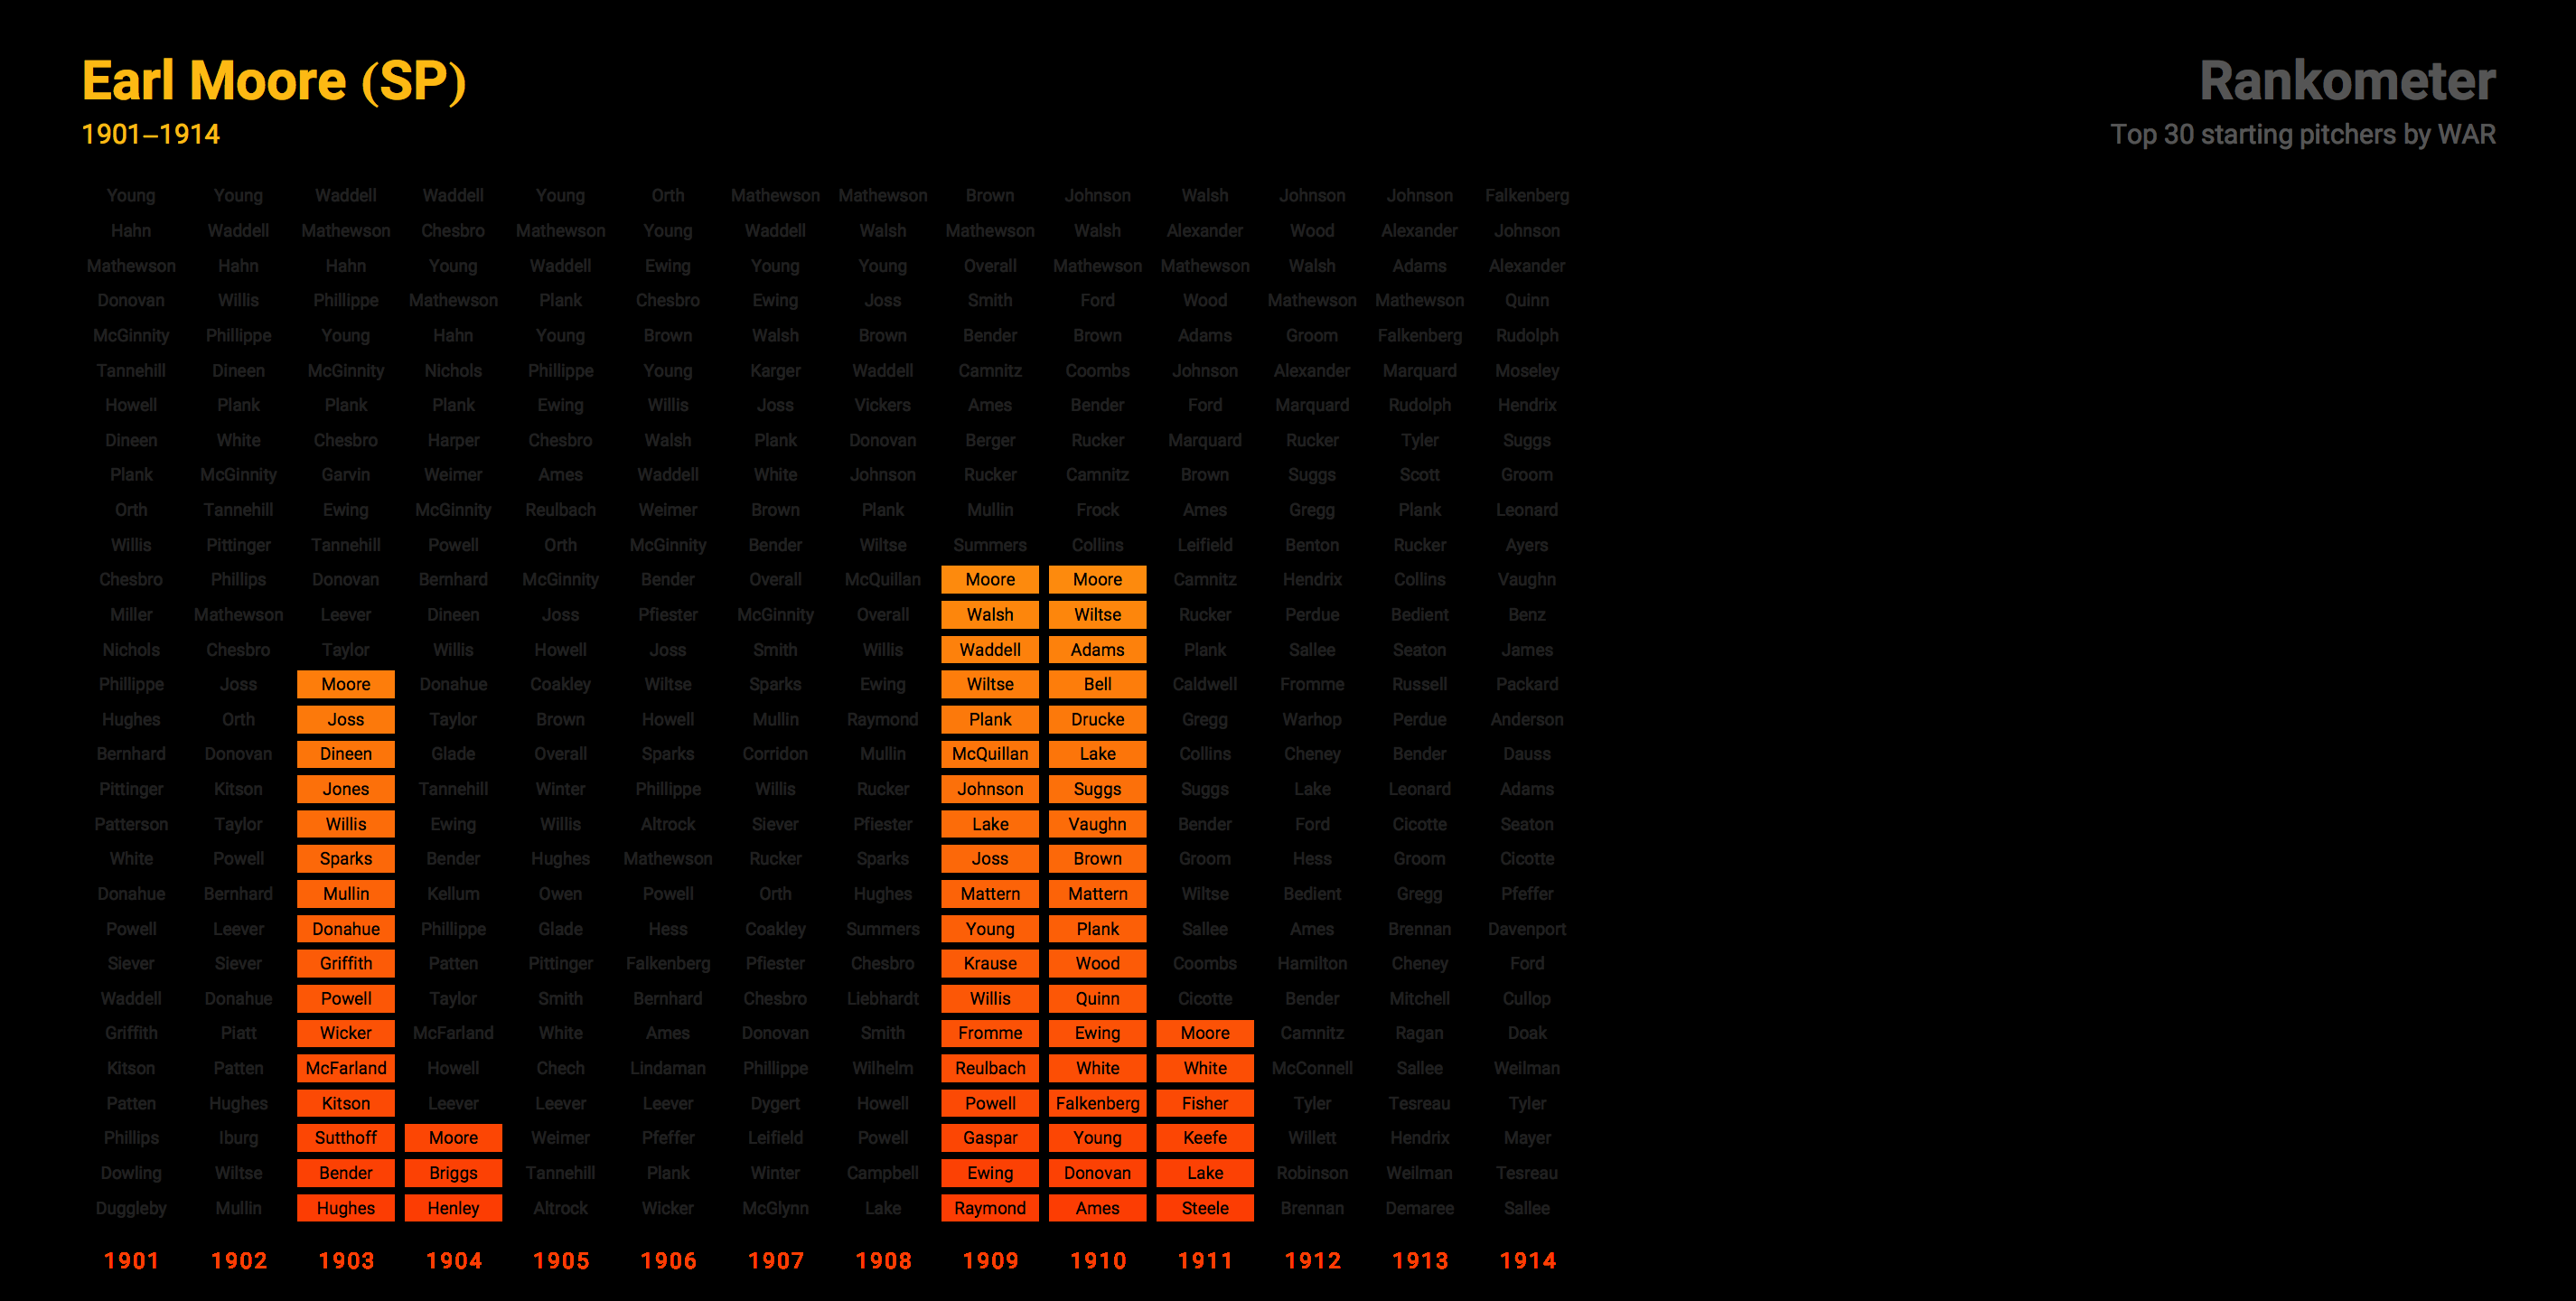 Earl Moore (SP)
1901–1914
Rankometer
Top 30 starting pitchers by WAR
Young Young Waddell Waddell Young Orth Mathewson Mathewson Brown Johnson Walsh Johnson Johnson Falkenberg
Hahn Waddell Mathewson Chesbro Mathewson Young Waddell Walsh Mathewson Walsh Alexander Wood Alexander Johnson
Mathewson Hahn Hahn Young Waddell Ewing Young Young Overall Mathewson Mathewson Walsh Adams Alexander
Donovan Willis Phillippe Mathewson Plank Chesbro Ewing Joss Smith Ford Wood Mathewson Mathewson Quinn
McGinnity Phillippe Young Hahn Young Brown Walsh Brown Bender Brown Adams Groom Falkenberg Rudolph
Tannehill Dineen McGinnity Nichols Phillippe Young Karger Waddell Camnitz Coombs Johnson Alexander Marquard Moseley
Howell Plank Plank Plank Ewing Willis Joss Vickers Ames Bender Ford Marquard Rudolph Hendrix
Dineen White Chesbro Harper Chesbro Walsh Plank Donovan Berger Rucker Marquard Rucker Tyler Suggs
Plank McGinnity Garvin Weimer Ames Waddell White Johnson Rucker Camnitz Brown Suggs Scott Groom
Orth Tannehill Ewing McGinnity Reulbach Weimer Brown Plank Mullin Frock Ames Gregg Plank Leonard
Willis Pittinger Tannehill Powell Orth McGinnity Bender Wiltse Summers Collins Leifield Benton Rucker Ayers
Chesbro Phillips Donovan Bernhard McGinnity Bender Overall McQuillan Moore Moore Camnitz Hendrix Collins Vaughn
Miller Mathewson Leever Dineen Joss Pfiester McGinnity Overall Walsh Wiltse Rucker Perdue Bedient Benz
Nichols Chesbro Taylor Willis Howell Joss Smith Willis Waddell Adams Plank Sallee Seaton James
Phillippe Joss Moore Donahue Coakley Wiltse Sparks Ewing Wiltse Bell Caldwell Fromme Russell Packard
Hughes Orth Joss Taylor Brown Howell Mullin Raymond Plank Drucke Gregg Warhop Perdue Anderson
Bernhard Donovan Dineen Glade Overall Sparks Corridon Mullin McQuillan Lake Collins Cheney Bender Dauss
Pittinger Kitson Jones Tannehill Winter Phillippe Willis Rucker Johnson Suggs Suggs Lake Leonard Adams
Patterson Taylor Willis Ewing Willis Altrock Siever Pfiester Lake Vaughn Bender Ford Cicotte Seaton
White Powell Sparks Bender Hughes Mathewson Rucker Sparks Joss Brown Groom Hess Groom Cicotte
Donahue Bernhard Mullin Kellum Owen Powell Orth Hughes Mattern Mattern Wiltse Bedient Gregg Pfeffer
Powell Leever Donahue Phillippe Glade Hess Coakley Summers Young Plank Sallee Ames Brennan Davenport
Siever Siever Griffith Patten Pittinger Falkenberg Pfiester Chesbro Krause Wood Coombs Hamilton Cheney Ford
Waddell Donahue Powell Taylor Smith Bernhard Chesbro Liebhardt Willis Quinn Cicotte Bender Mitchell Cullop
Griffith Piatt Wicker McFarland White Ames Donovan Smith Fromme Ewing Moore Camnitz Ragan Doak
Kitson Patten McFarland Howell Chech Lindaman Phillippe Wilhelm Reulbach White White McConnell Sallee Weilman
Patten Hughes Kitson Leever Leever Leever Dygert Howell Powell Falkenberg Fisher Tyler Tesreau Tyler
Phillips Iburg Sutthoff Moore Weimer Pfeffer Leifield Powell Gaspar Young Keefe Willett Hendrix Mayer
Dowling Wiltse Bender Briggs Tannehill Plank Winter Campbell Ewing Donovan Lake Robinson Weilman Tesreau
Duggleby Mullin Hughes Henley Altrock Wicker McGlynn Lake Raymond Ames Steele Brennan Demaree Sallee
1901 1902 1903 1904 1905 1906 1907 1908 1909 1910 1911 1912 1913 1914